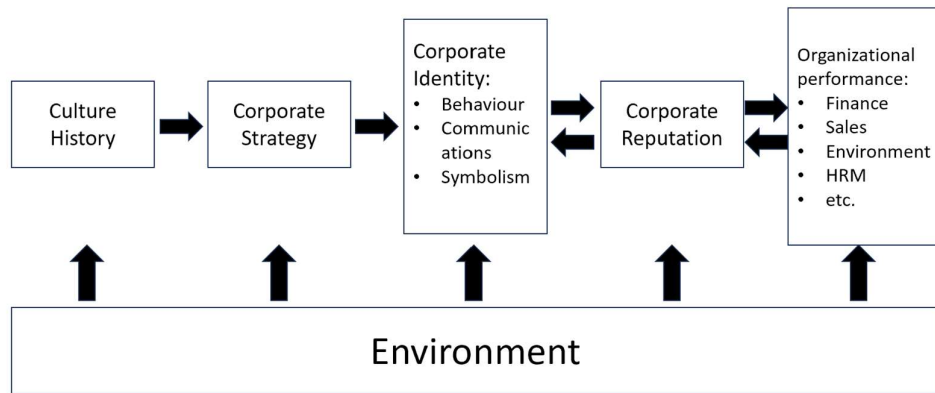 Culture
History
Corporate
Strategy
Corporate
Identity:
• Behaviour
• Communic
ations
• Symbolism
Corporate
Reputation
Organizational
performance:
• Finance
• Sales
• Environment
• HRM
• etc.
Environment